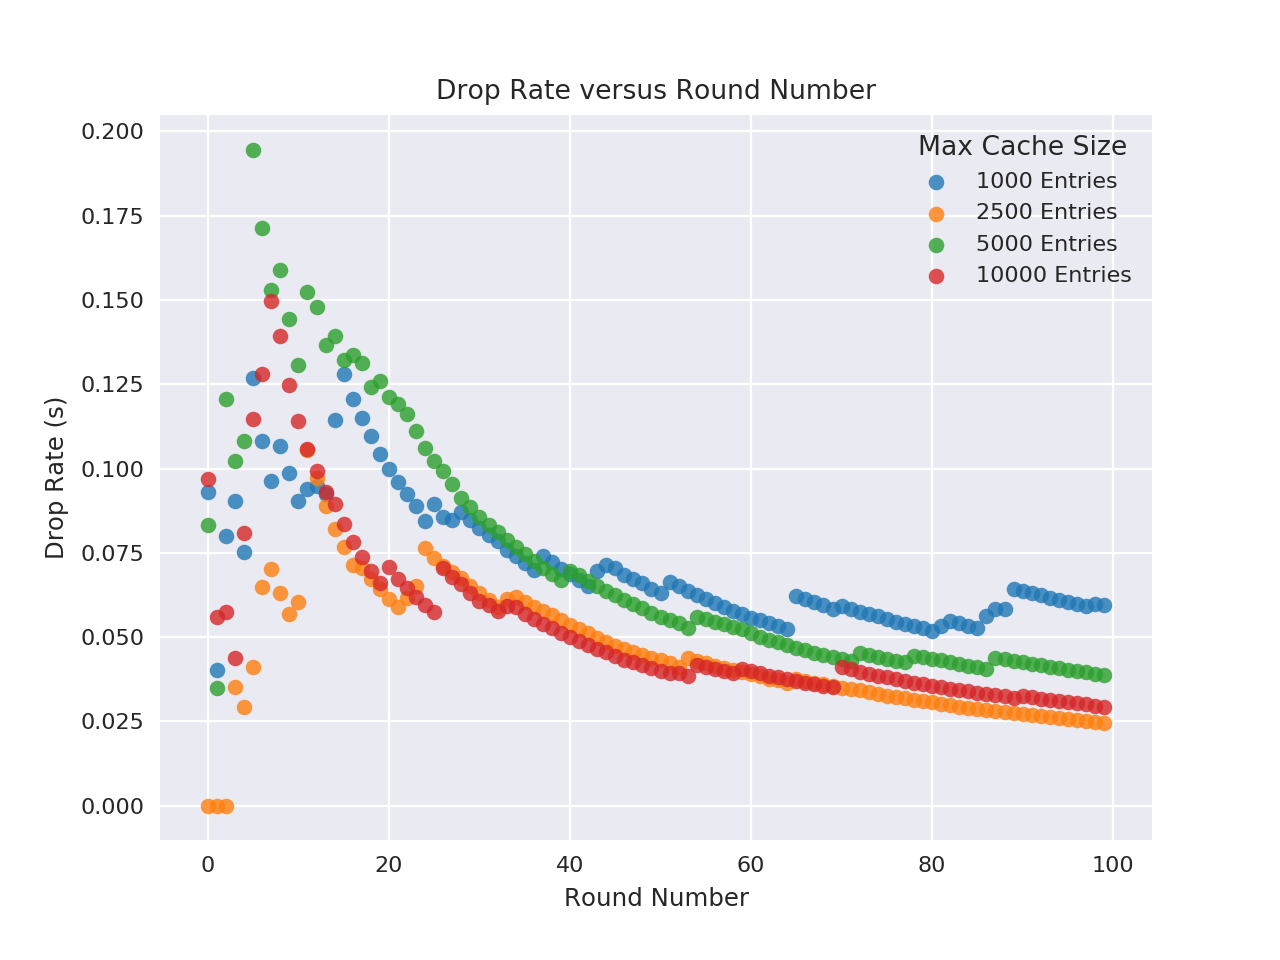 Drop Rate versus Round Number
Max Cache Size
1000 Entries
2500 Entries
5000 Entries
10000 Entries
Drop Rate (s)
0.200
0.175
0.150
0.125
0.100
0.075
0.050
0.025
0.000
0 20 40 60 80 100
Round Number